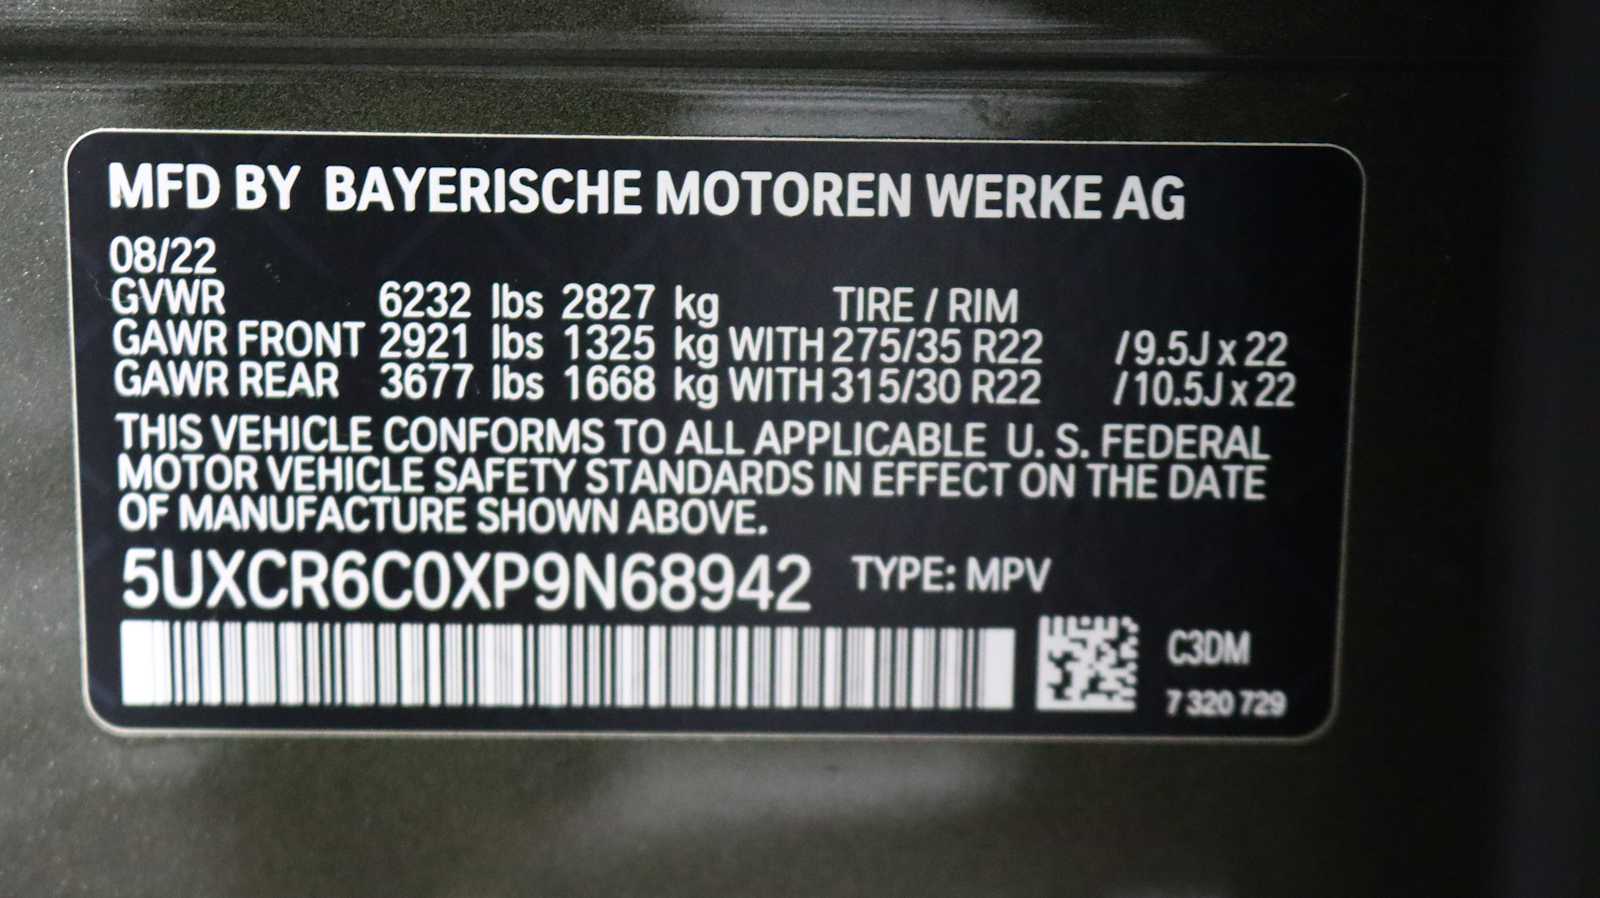 MFD BY BAYERISCHE MOTOREN WERKE AG
08/22
GVWR 6232 lbs 2827 kg TIRE / RIM
GAWR FRONT 2921 lbs 1325 kg WITH 275/35 R22 /9.5J x 22
GAWR REAR 3677 lbs 1668 kg WITH 315/30 R22 /10.5J x 22
THIS VEHICLE CONFORMS TO ALL APPLICABLE U. S. FEDERAL
MOTOR VEHICLE SAFETY STANDARDS IN EFFECT ON THE DATE
OF MANUFACTURE SHOWN ABOVE.
5UXCR6C0XP9N68942 TYPE: MPV
C3DM
7 320 729